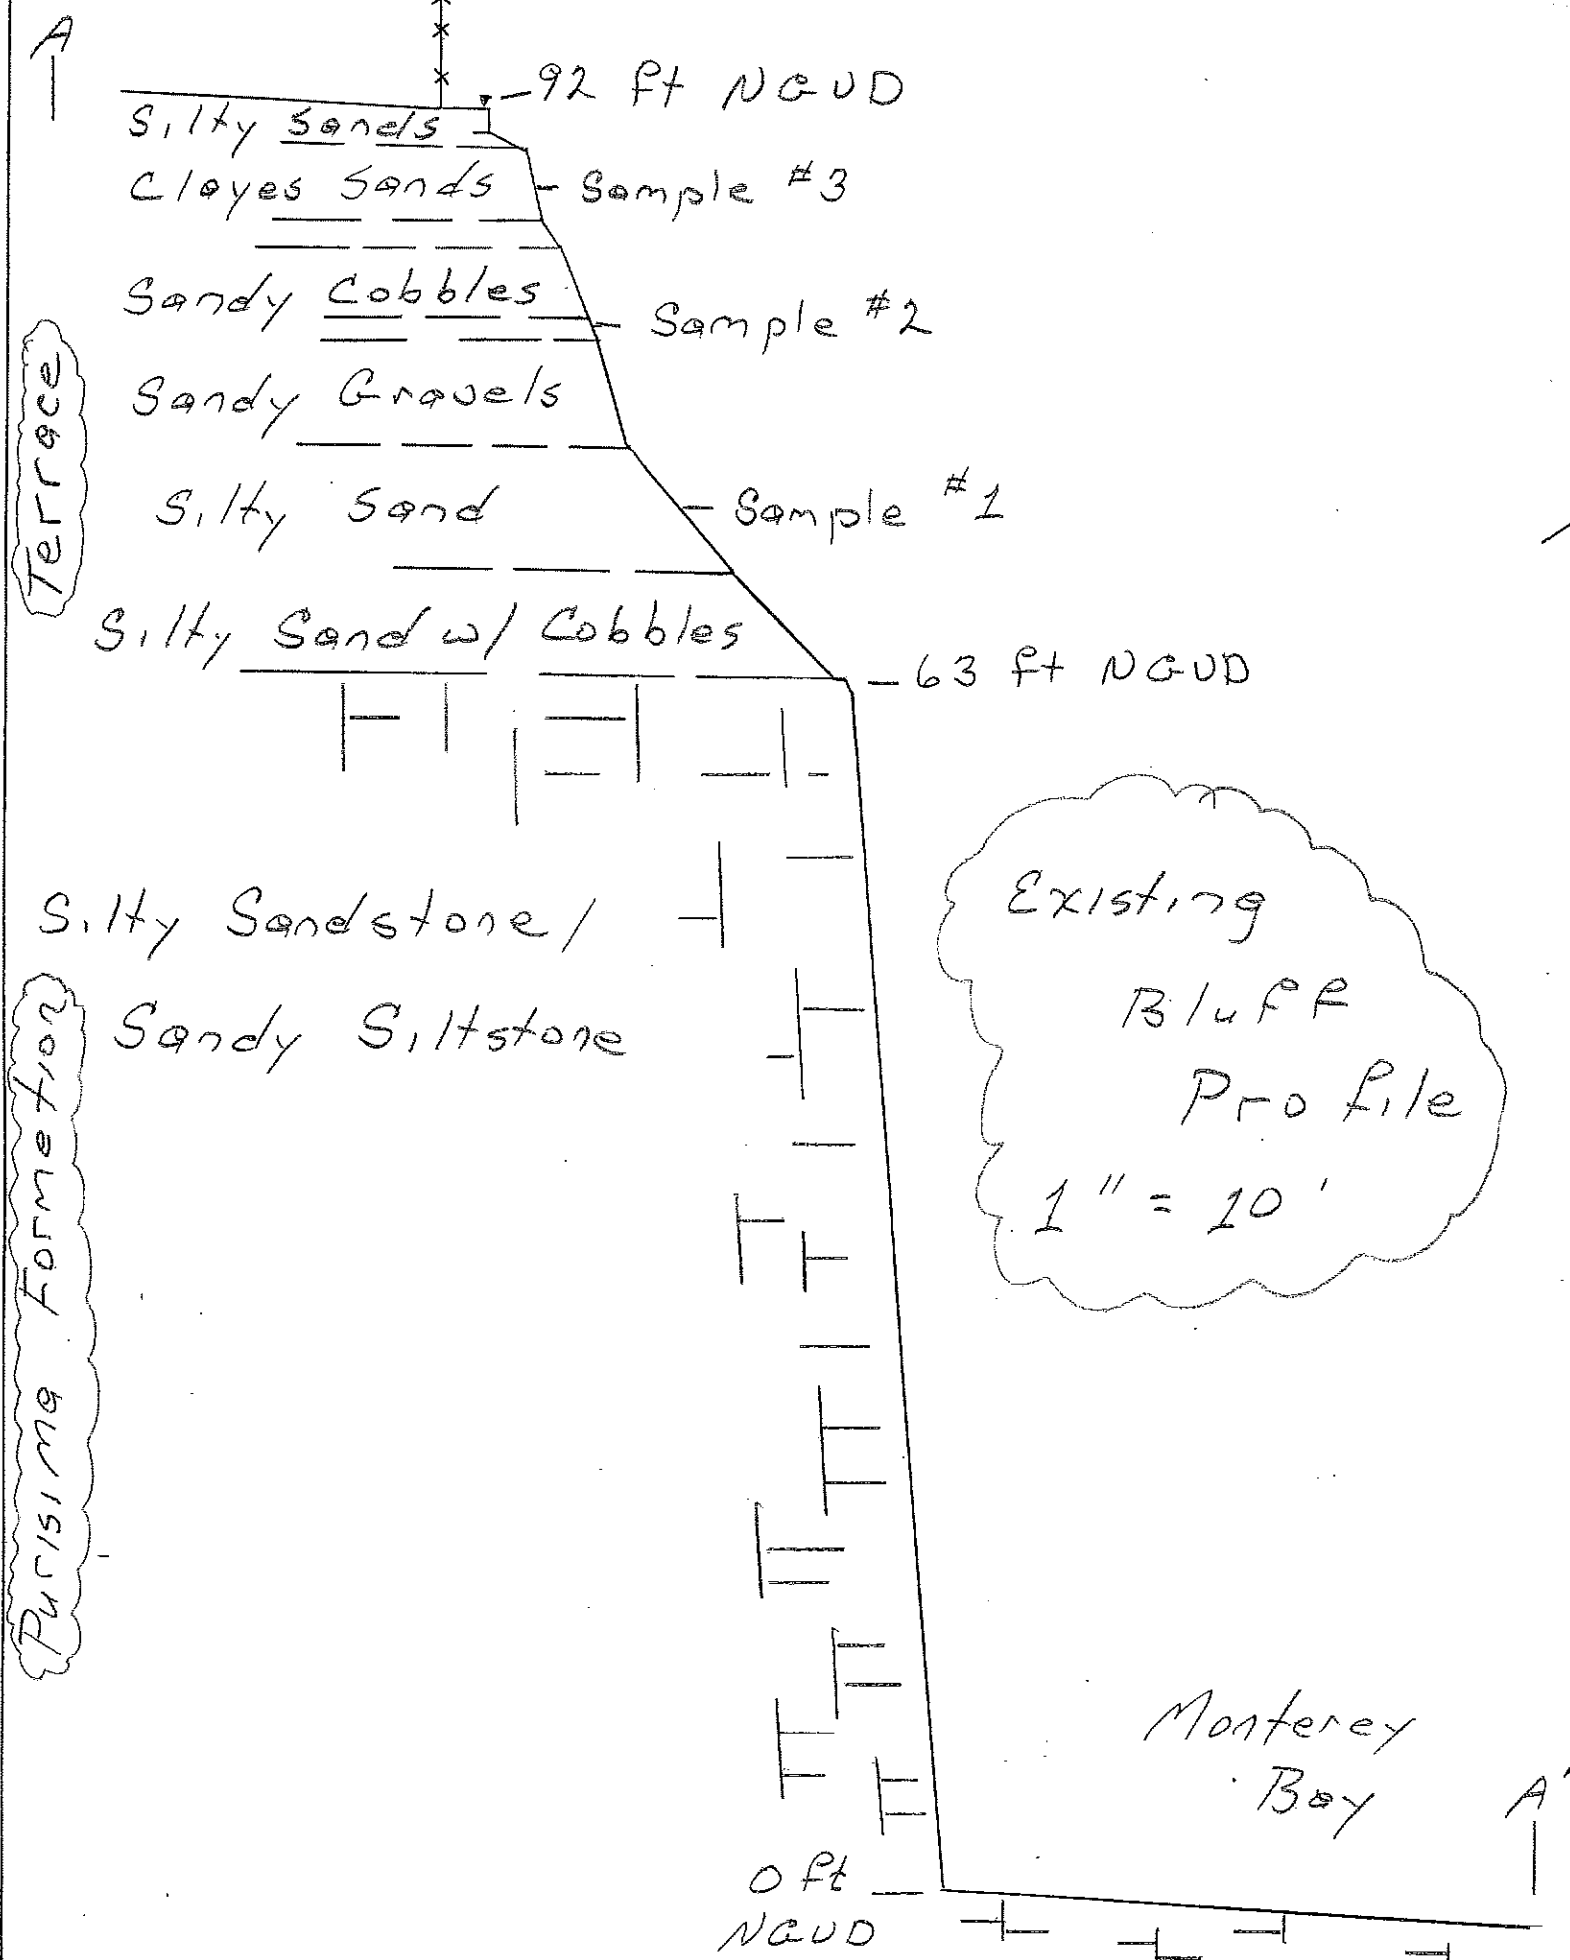 A
92 ft NGVD
Silty Sands
Clayes Sands
Sample #3
Sandy Cobbles
Sample #2
Sandy Gravels
Terrace
Silty Sand
Sample #1
Silty Sand w/ Cobbles
63 ft NGVD
Silty Sandstone /
Sandy Siltstone
Purisima Formation
Existing
Bluff
Profile
1" = 10'
Monterey
Bay
A'
0 ft
NGVD